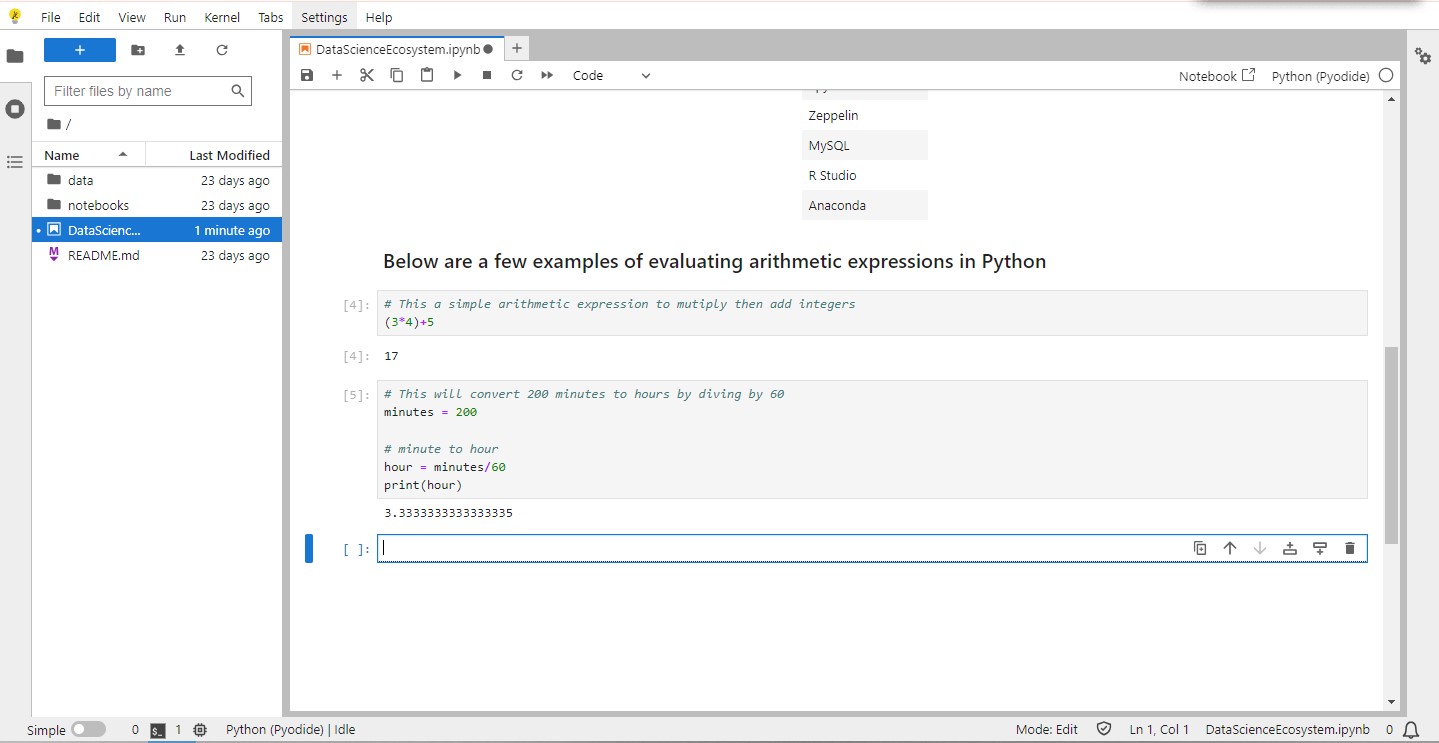 File Edit View Run Kernel Tabs Settings Help
DataScienceEcosystem.ipynb
Code
Notebook
Python (Pyodide)
Filter files by name
/
Name Last Modified
data 23 days ago
notebooks 23 days ago
DataScienc... 1 minute ago
README.md 23 days ago
Zeppelin
MySQL
R Studio
Anaconda
Below are a few examples of evaluating arithmetic expressions in Python
[4]: # This a simple arithmetic expression to mutiply then add integers
(3*4)+5
[4]: 17
[5]: # This will convert 200 minutes to hours by diving by 60
minutes = 200
# minute to hour
hour = minutes/60
print(hour)
3.3333333333333335
[ ]:
Simple 0 1 Python (Pyodide) | Idle
Mode: Edit Ln 1, Col 1 DataScienceEcosystem.ipynb 0